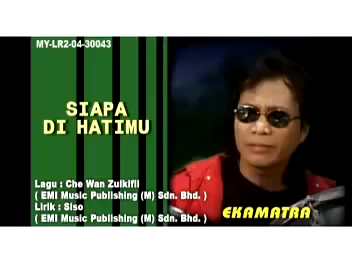 MY-LR2-04-30043
SIAPA
DI HATIMU
Lagu : Che Wan Zulkifli
( EMI Music Publishing (M) Sdn. Bhd. )
Lirik : Siso
( EMI Music Publishing (M) Sdn. Bhd. )
EKAMATRA